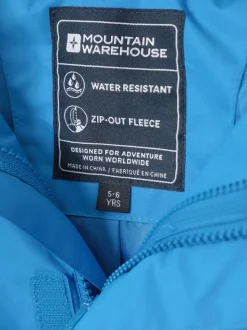 MOUNTAIN
WAREHOUSE
WATER RESISTANT
ZIP-OUT FLEECE
DESIGNED FOR ADVENTURE
WORN WORLDWIDE
MADE IN CHINA / FABRIQUÉ EN CHINE
5-6
YRS